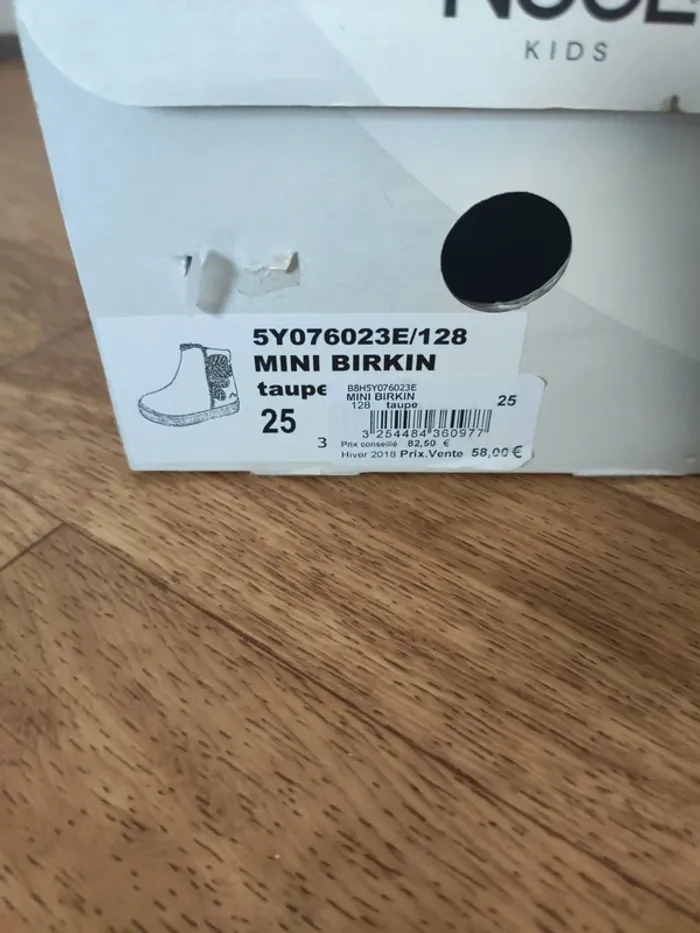 KIDS
5Y076023E/128
MINI BIRKIN
taupe
25
3
B8H5Y076023E
MINI BIRKIN
128 taupe
25
3 254484 360977
Prix conseillé 82,50 €
Hiver 2018 Prix.Vente 58,00 €